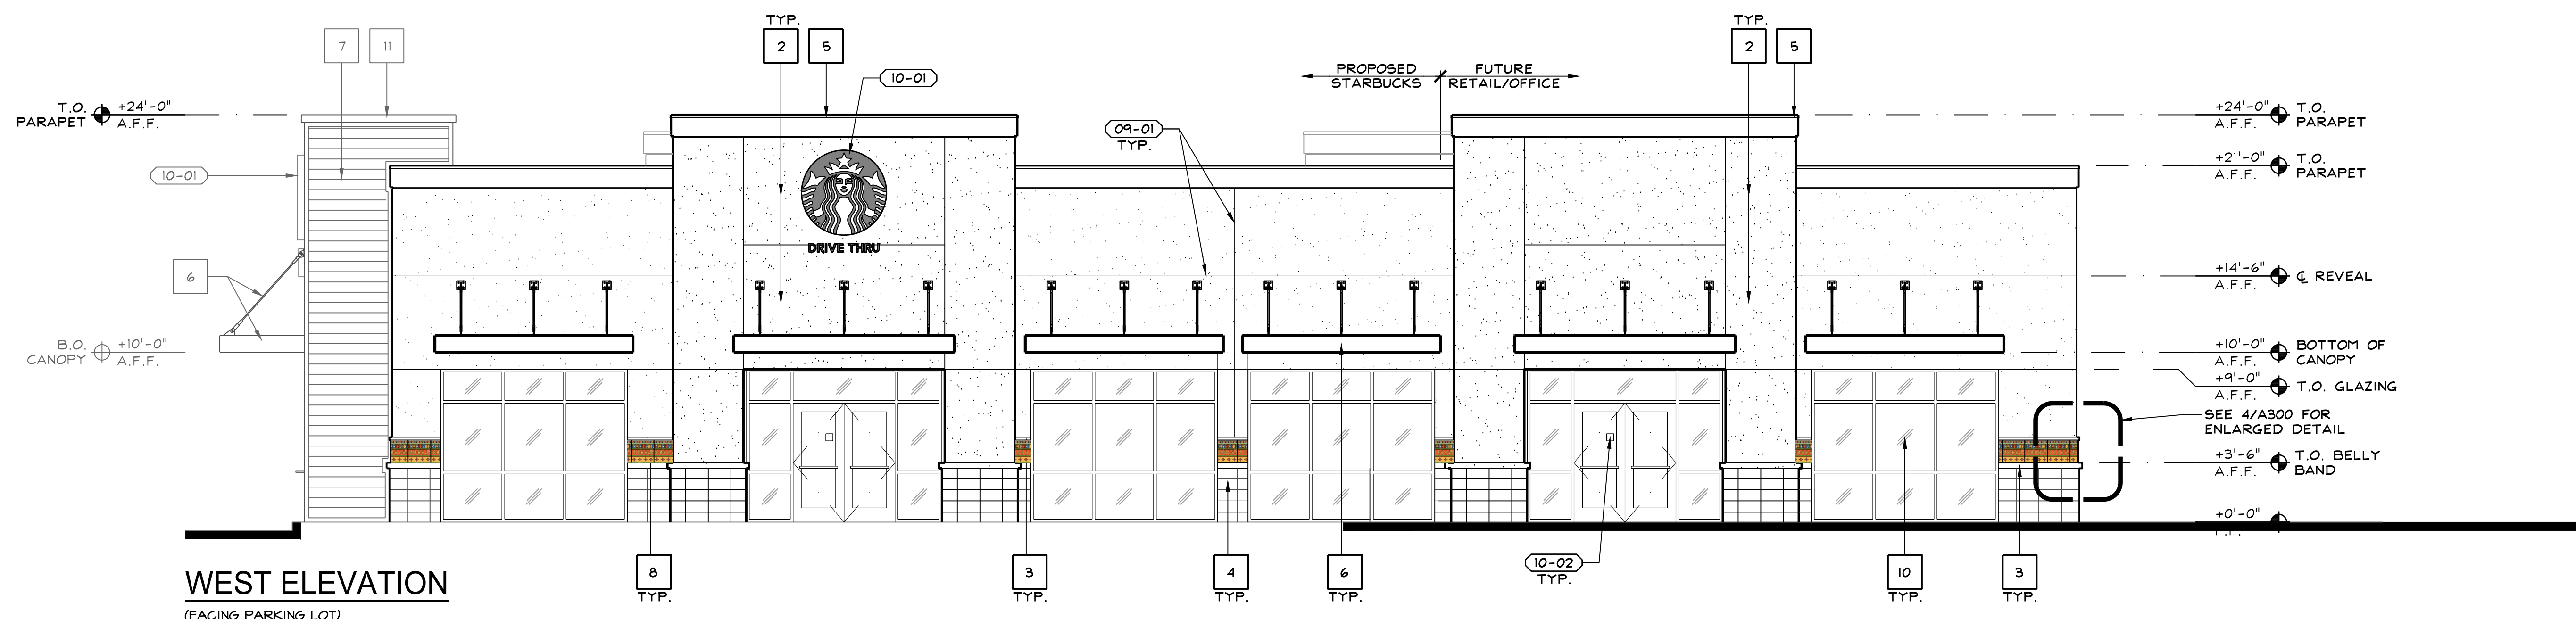 TYP.
TYP.
7
11
2
5
2
5
10-01
PROPOSED
STARBUCKS
FUTURE
RETAIL/OFFICE
T.O.
PARAPET
+24'-0"
A.F.F.
+24'-0"
A.F.F.
T.O.
PARAPET
09-01
TYP.
10-01
+21'-0"
A.F.F.
T.O.
PARAPET
DRIVE THRU
6
+14'-6"
A.F.F.
℄ REVEAL
B.O.
CANOPY
+10'-0"
A.F.F.
+10'-0"
A.F.F.
BOTTOM OF
CANOPY
+9'-0"
A.F.F.
T.O. GLAZING
SEE 4/A300 FOR
ENLARGED DETAIL
+3'-6"
A.F.F.
T.O. BELLY
BAND
+0'-0"
8
TYP.
3
TYP.
4
TYP.
6
TYP.
10-02
TYP.
10
TYP.
3
TYP.
WEST ELEVATION
(FACING PARKING LOT)